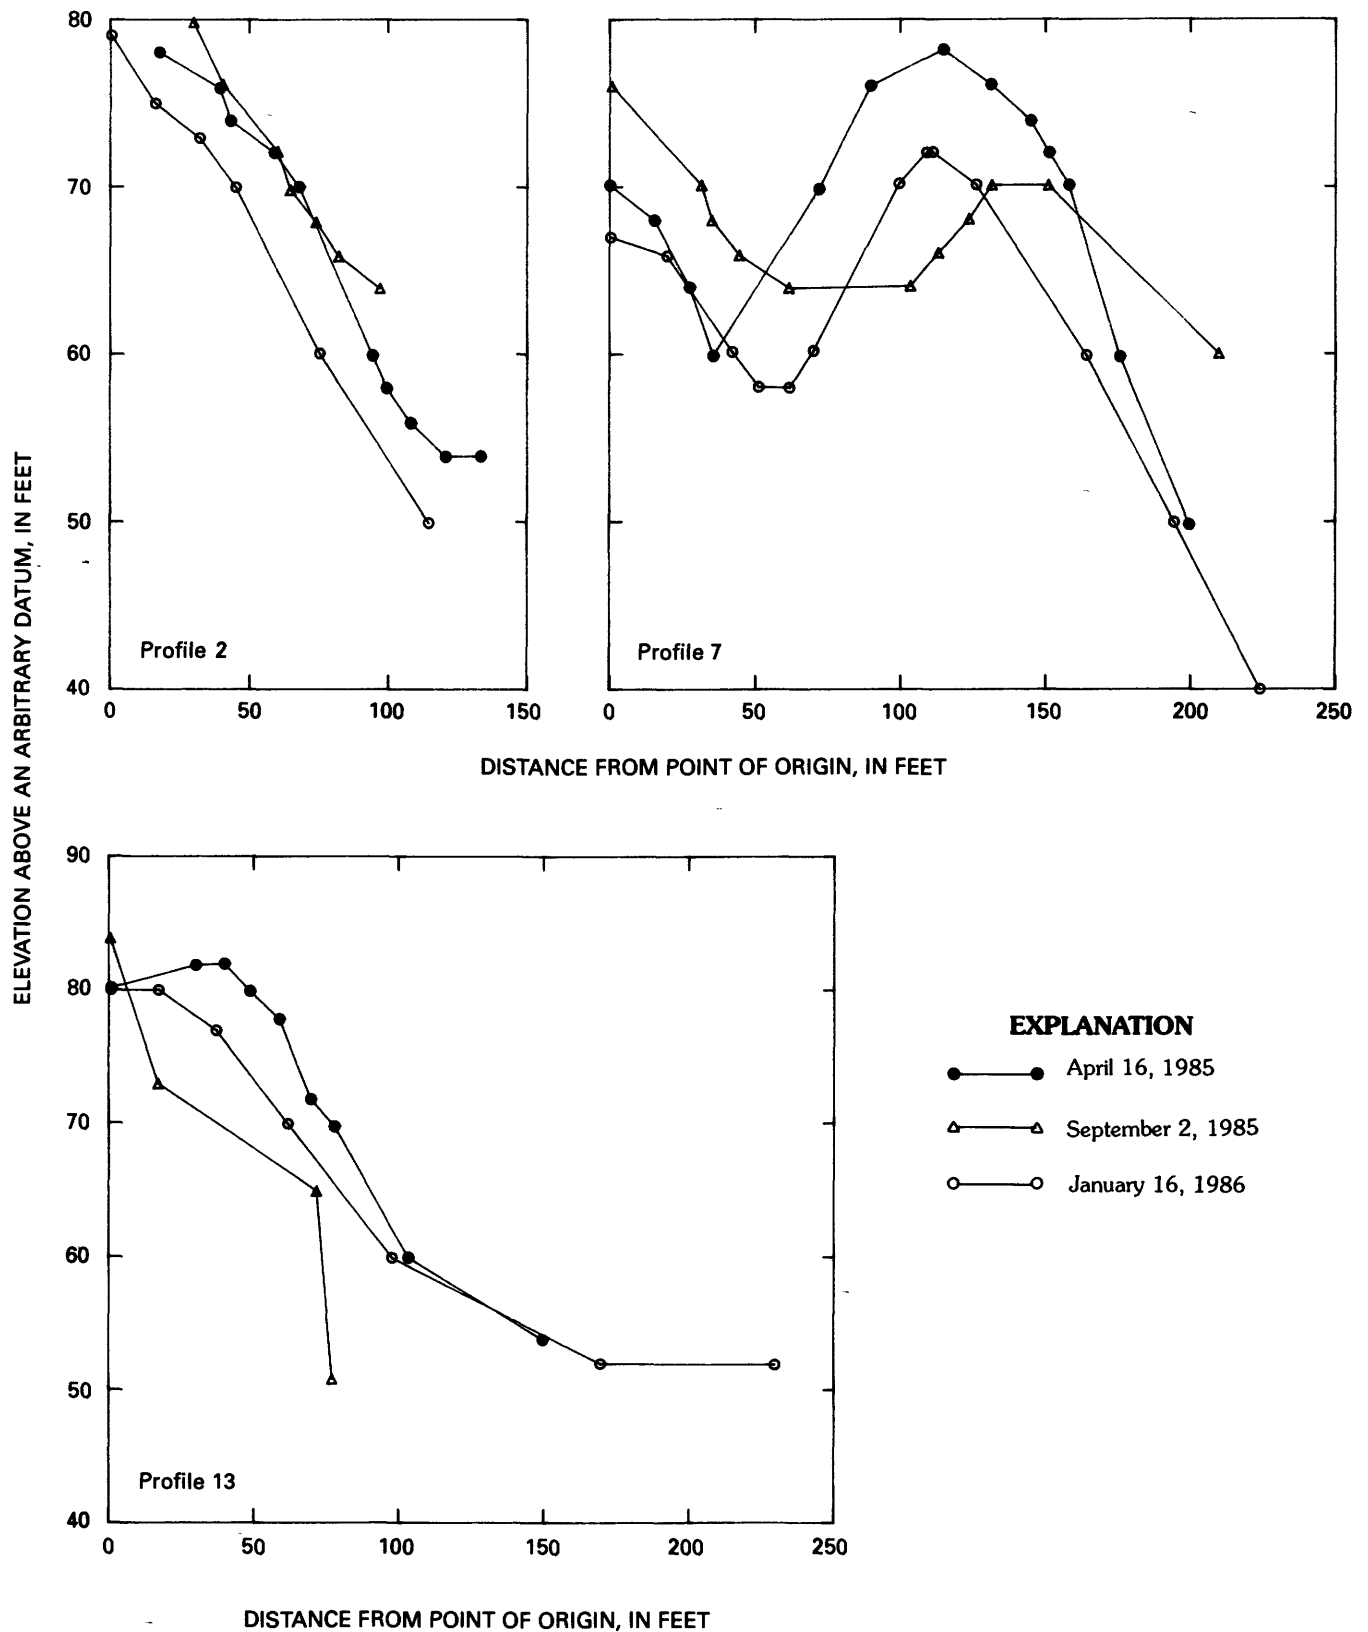 ELEVATION ABOVE AN ARBITRARY DATUM, IN FEET
80
70
60
50
40
Profile 2
0 50 100 150
Profile 7
0 50 100 150 200 250
DISTANCE FROM POINT OF ORIGIN, IN FEET
90
80
70
60
50
40
Profile 13
0 50 100 150 200 250
DISTANCE FROM POINT OF ORIGIN, IN FEET
EXPLANATION
April 16, 1985
September 2, 1985
January 16, 1986